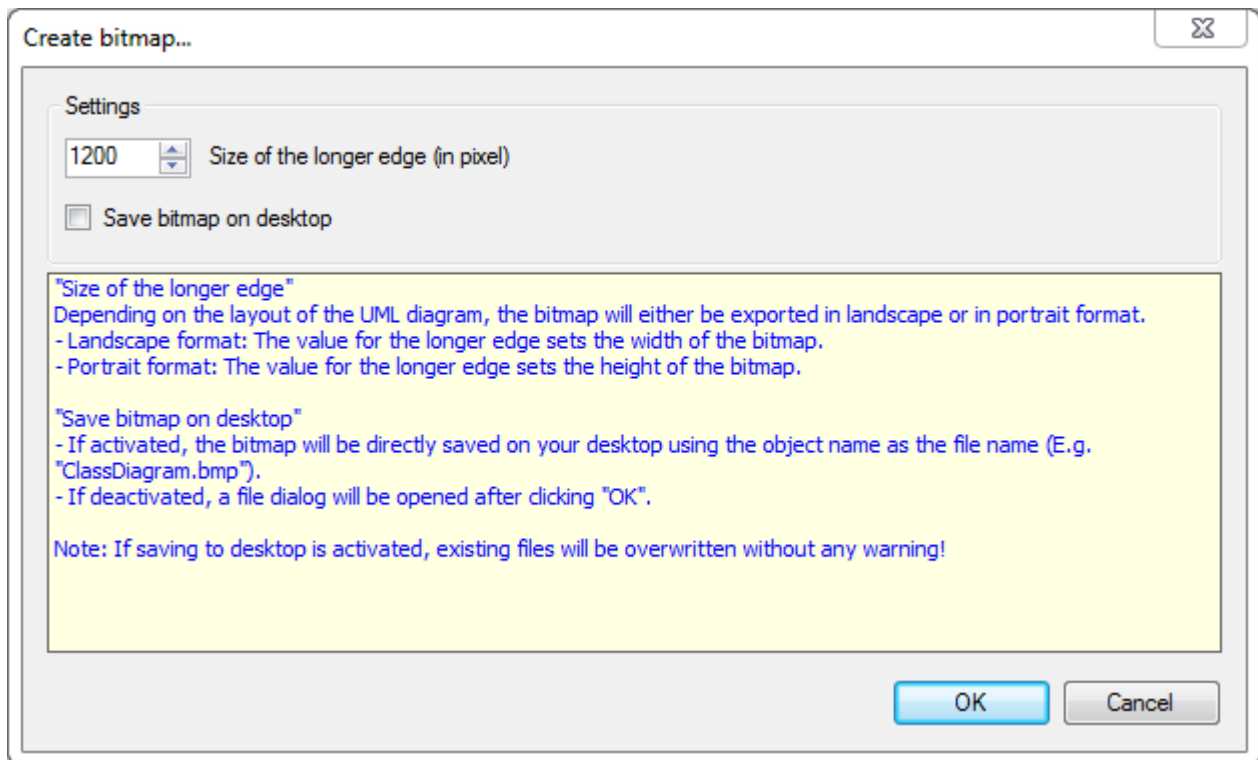 Create bitmap...
Settings
1200 Size of the longer edge (in pixel)
Save bitmap on desktop
"Size of the longer edge"
Depending on the layout of the UML diagram, the bitmap will either be exported in landscape or in portrait format.
- Landscape format: The value for the longer edge sets the width of the bitmap.
- Portrait format: The value for the longer edge sets the height of the bitmap.
"Save bitmap on desktop"
- If activated, the bitmap will be directly saved on your desktop using the object name as the file name (E.g.
"ClassDiagram.bmp").
- If deactivated, a file dialog will be opened after clicking "OK".
Note: If saving to desktop is activated, existing files will be overwritten without any warning!
OK Cancel